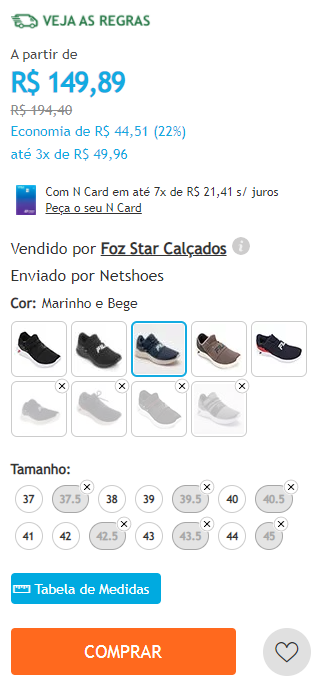 VEJA AS REGRAS
A partir de
R$ 149,89
R$ 194,40
Economia de R$ 44,51 (22%)
até 3x de R$ 49,96
Com N Card em até 7x de R$ 21,41 s/ juros
Peça o seu N Card
Vendido por Foz Star Calçados i
Enviado por Netshoes
Cor: Marinho e Bege
Tamanho:
37 37.5 38 39 39.5 40 40.5
41 42 42.5 43 43.5 44 45
Tabela de Medidas
COMPRAR